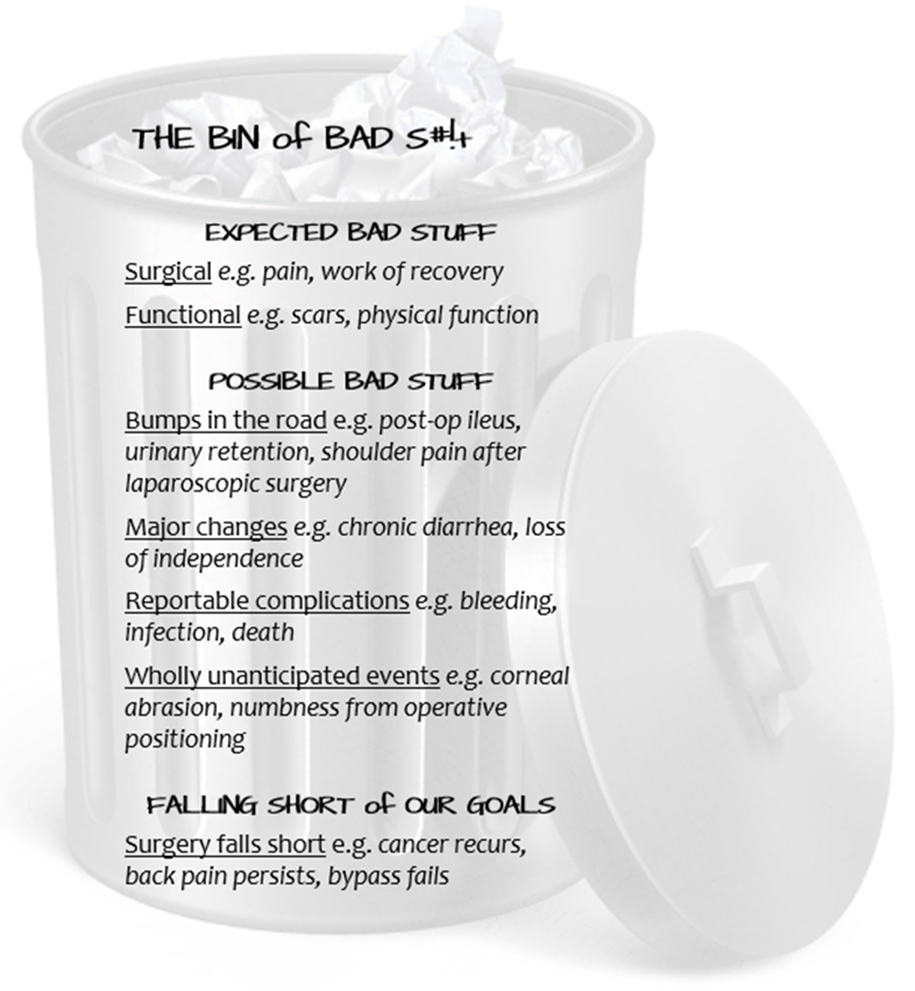 THE BIN of BAD S#!+
EXPECTED BAD STUFF
Surgical e.g. pain, work of recovery
Functional e.g. scars, physical function
POSSIBLE BAD STUFF
Bumps in the road e.g. post-op ileus,
urinary retention, shoulder pain after
laparoscopic surgery
Major changes e.g. chronic diarrhea, loss
of independence
Reportable complications e.g. bleeding,
infection, death
Wholly unanticipated events e.g. corneal
abrasion, numbness from operative
positioning
FALLING SHORT of OUR GOALS
Surgery falls short e.g. cancer recurs,
back pain persists, bypass fails